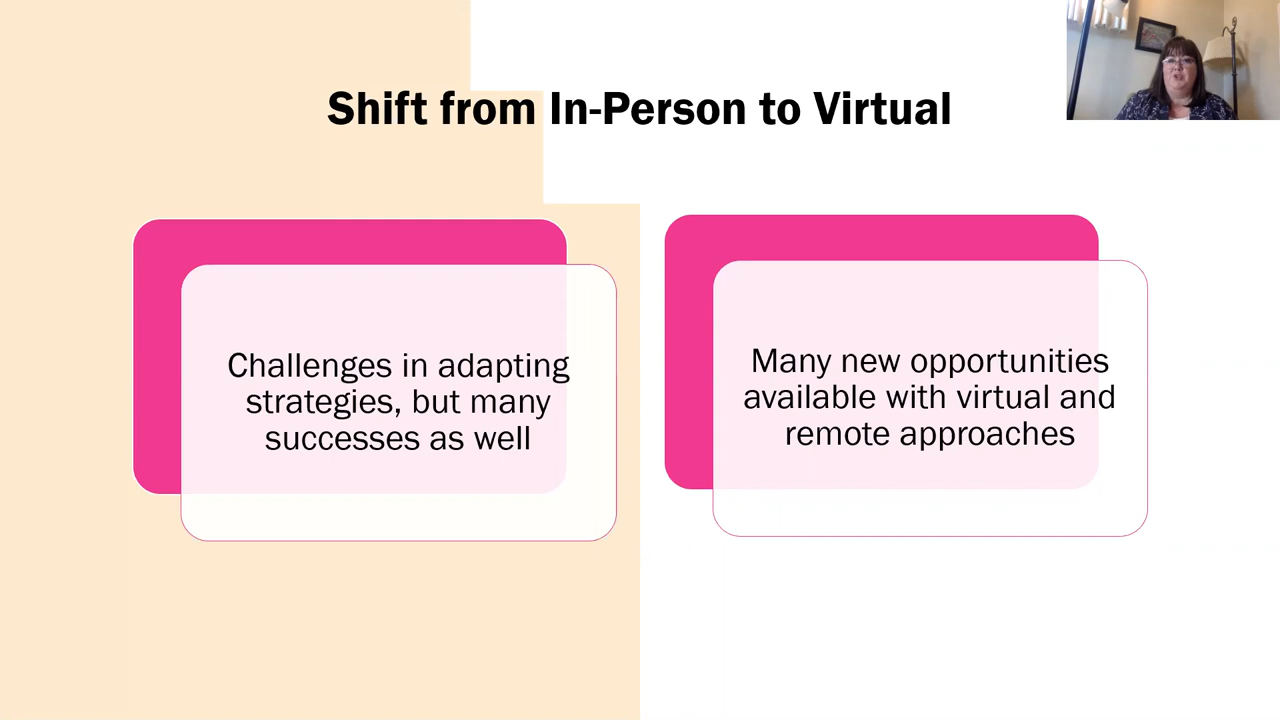 Shift from In-Person to Virtual
Challenges in adapting
strategies, but many
successes as well
Many new opportunities
available with virtual and
remote approaches